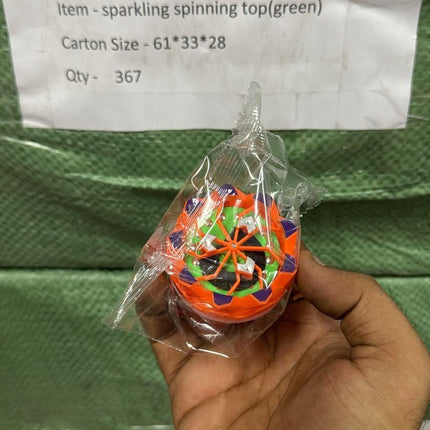 Item - sparkling spinning top(green)
Carton Size - 61*33*28
Qty - 367